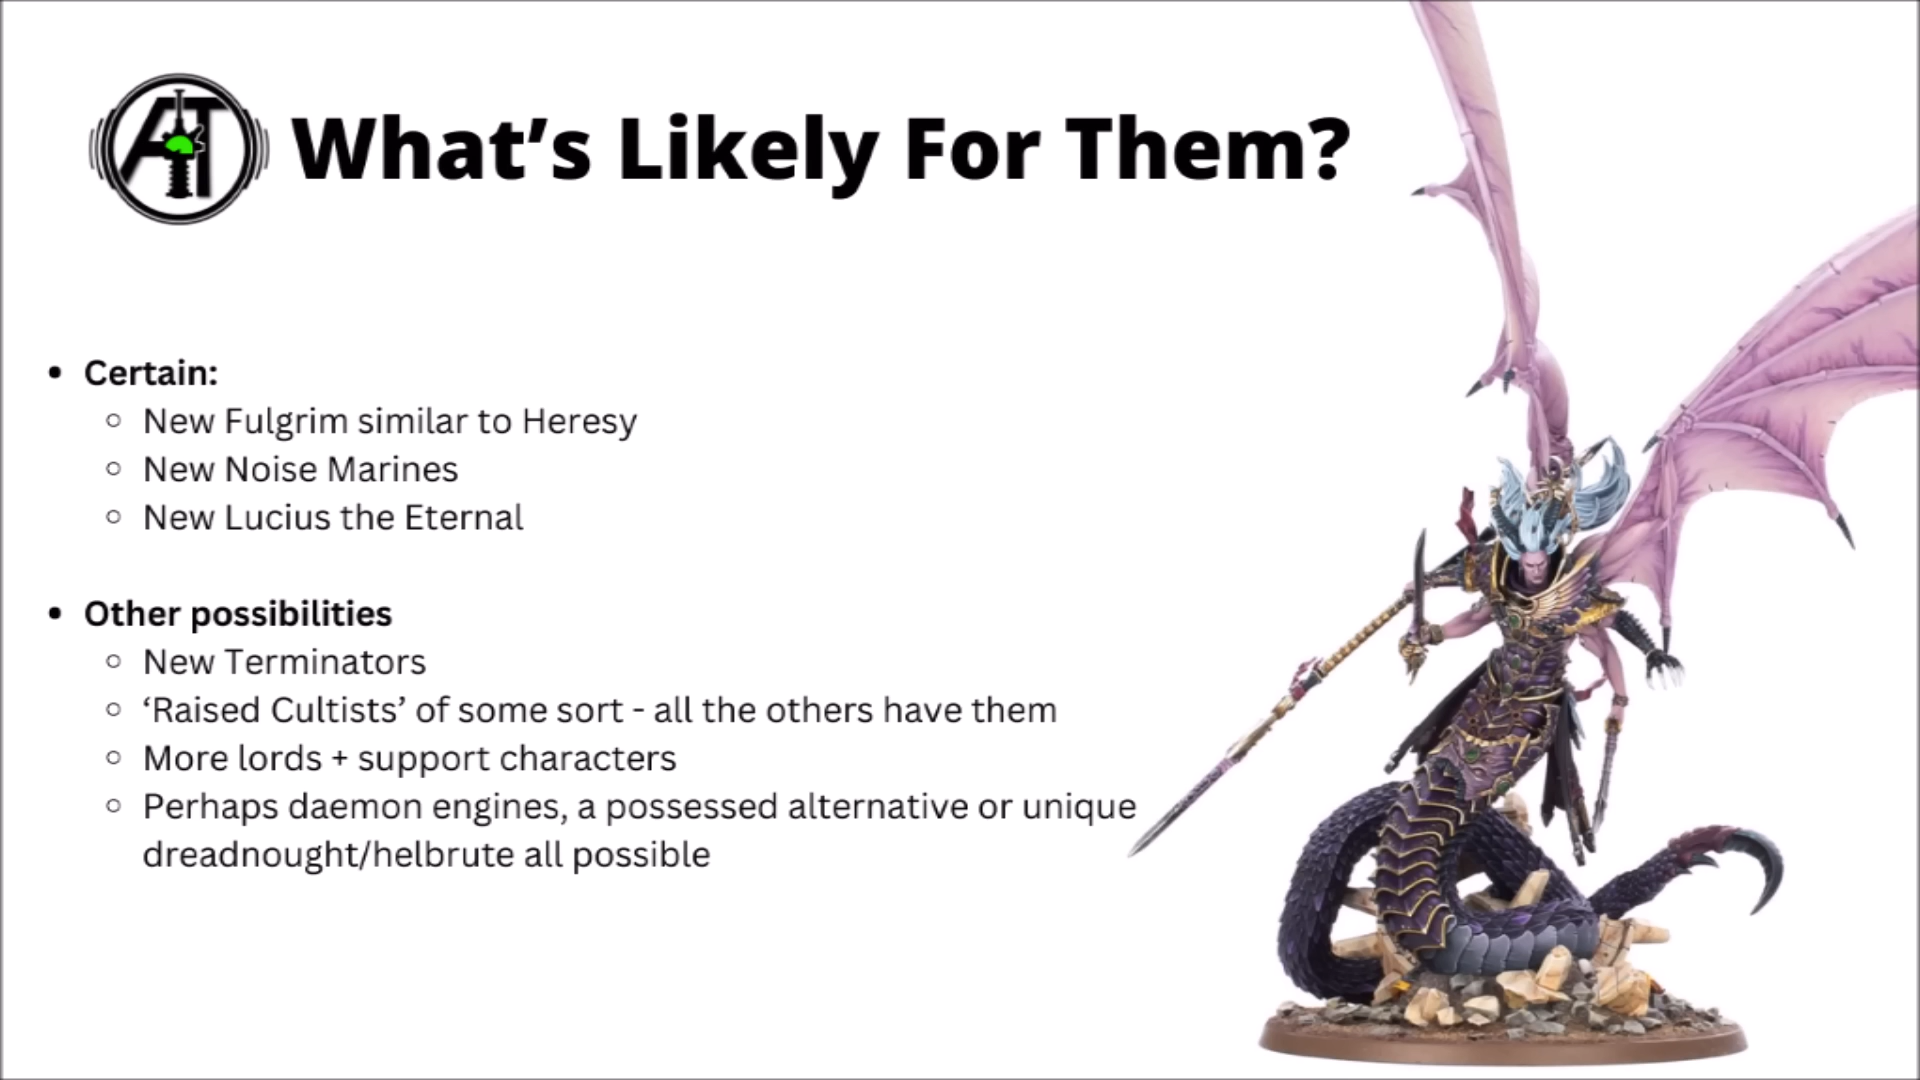 AT
What's Likely For Them?
• Certain:
○ New Fulgrim similar to Heresy
○ New Noise Marines
○ New Lucius the Eternal
• Other possibilities
○ New Terminators
○ ‘Raised Cultists’ of some sort - all the others have them
○ More lords + support characters
○ Perhaps daemon engines, a possessed alternative or unique
dreadnought/helbrute all possible